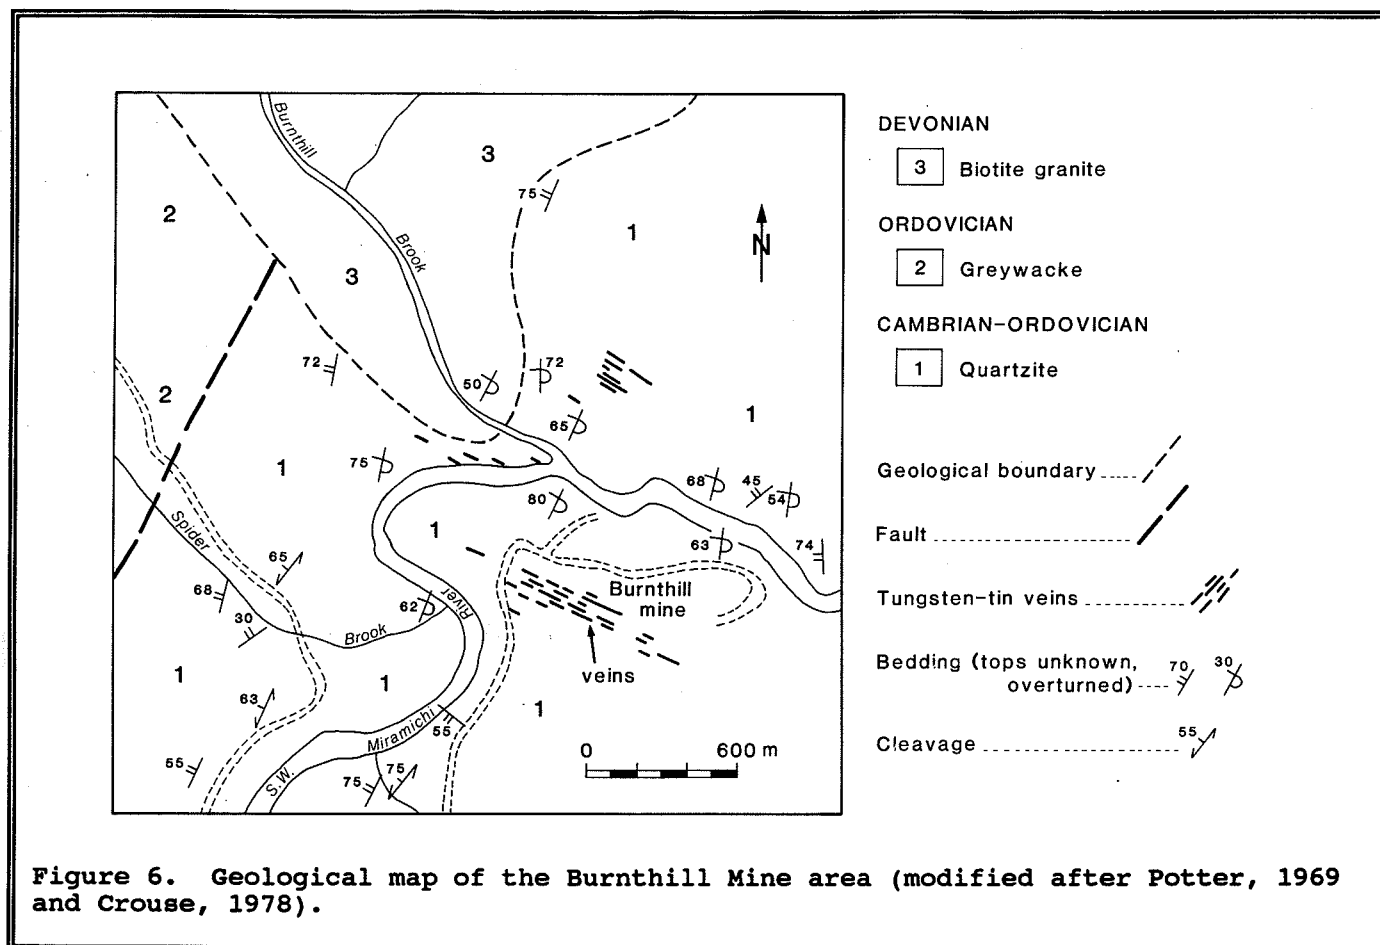 Burnthill
Brook
3
75
2
1
N
3
72
50
72
2
65
1
75
1
68
45
54
80
1
Spider
65
63
74
68
Burnthill
mine
62
River
30
Brook
veins
1
1
63
1
Miramichi
55
0 600 m
55
S.W.
75
75
DEVONIAN
3 Biotite granite
ORDOVICIAN
2 Greywacke
CAMBRIAN-ORDOVICIAN
1 Quartzite
Geological boundary
Fault
Tungsten-tin veins
Bedding (tops unknown, 70 30
overturned)
Cleavage 55
Figure 6. Geological map of the Burnthill Mine area (modified after Potter, 1969
and Crouse, 1978).